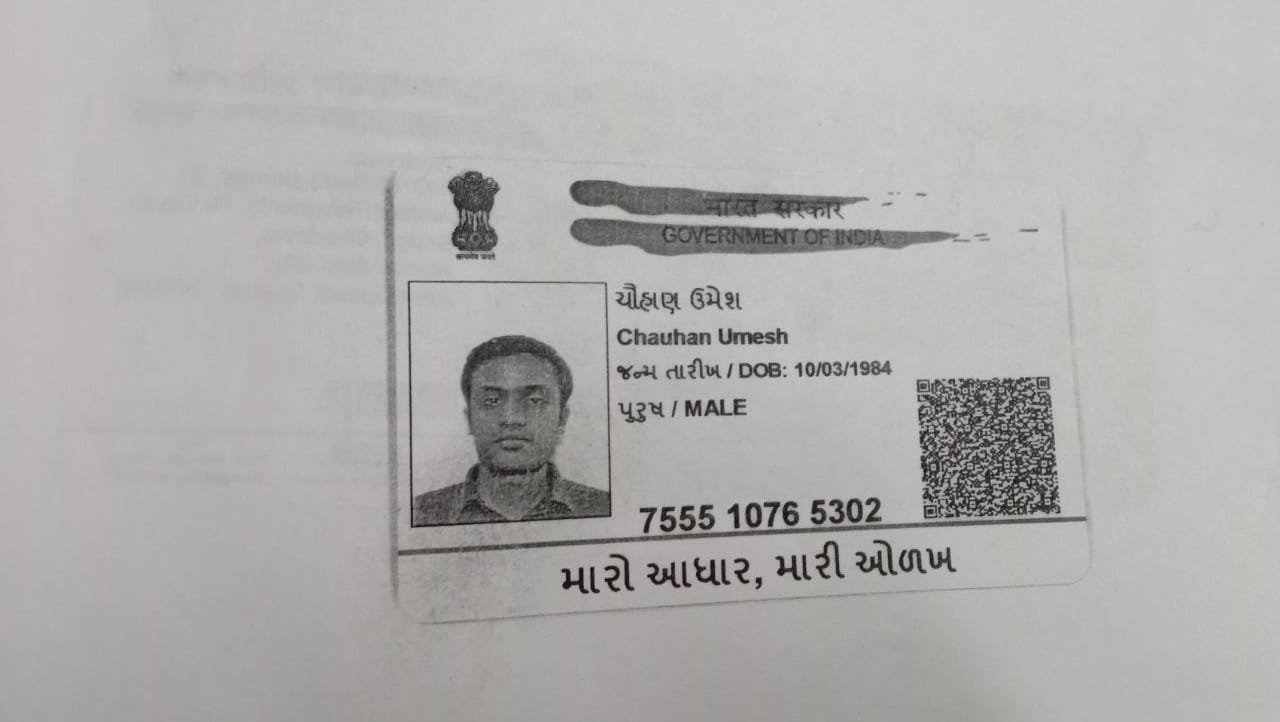 सत्यमेव जयते
भारत सरकार
GOVERNMENT OF INDIA
ચૌહાણ ઉમેશ
Chauhan Umesh
જન્મ તારીખ / DOB: 10/03/1984
પુરુષ / MALE
7555 1076 5302
મારો આધાર, મારી ઓળખ